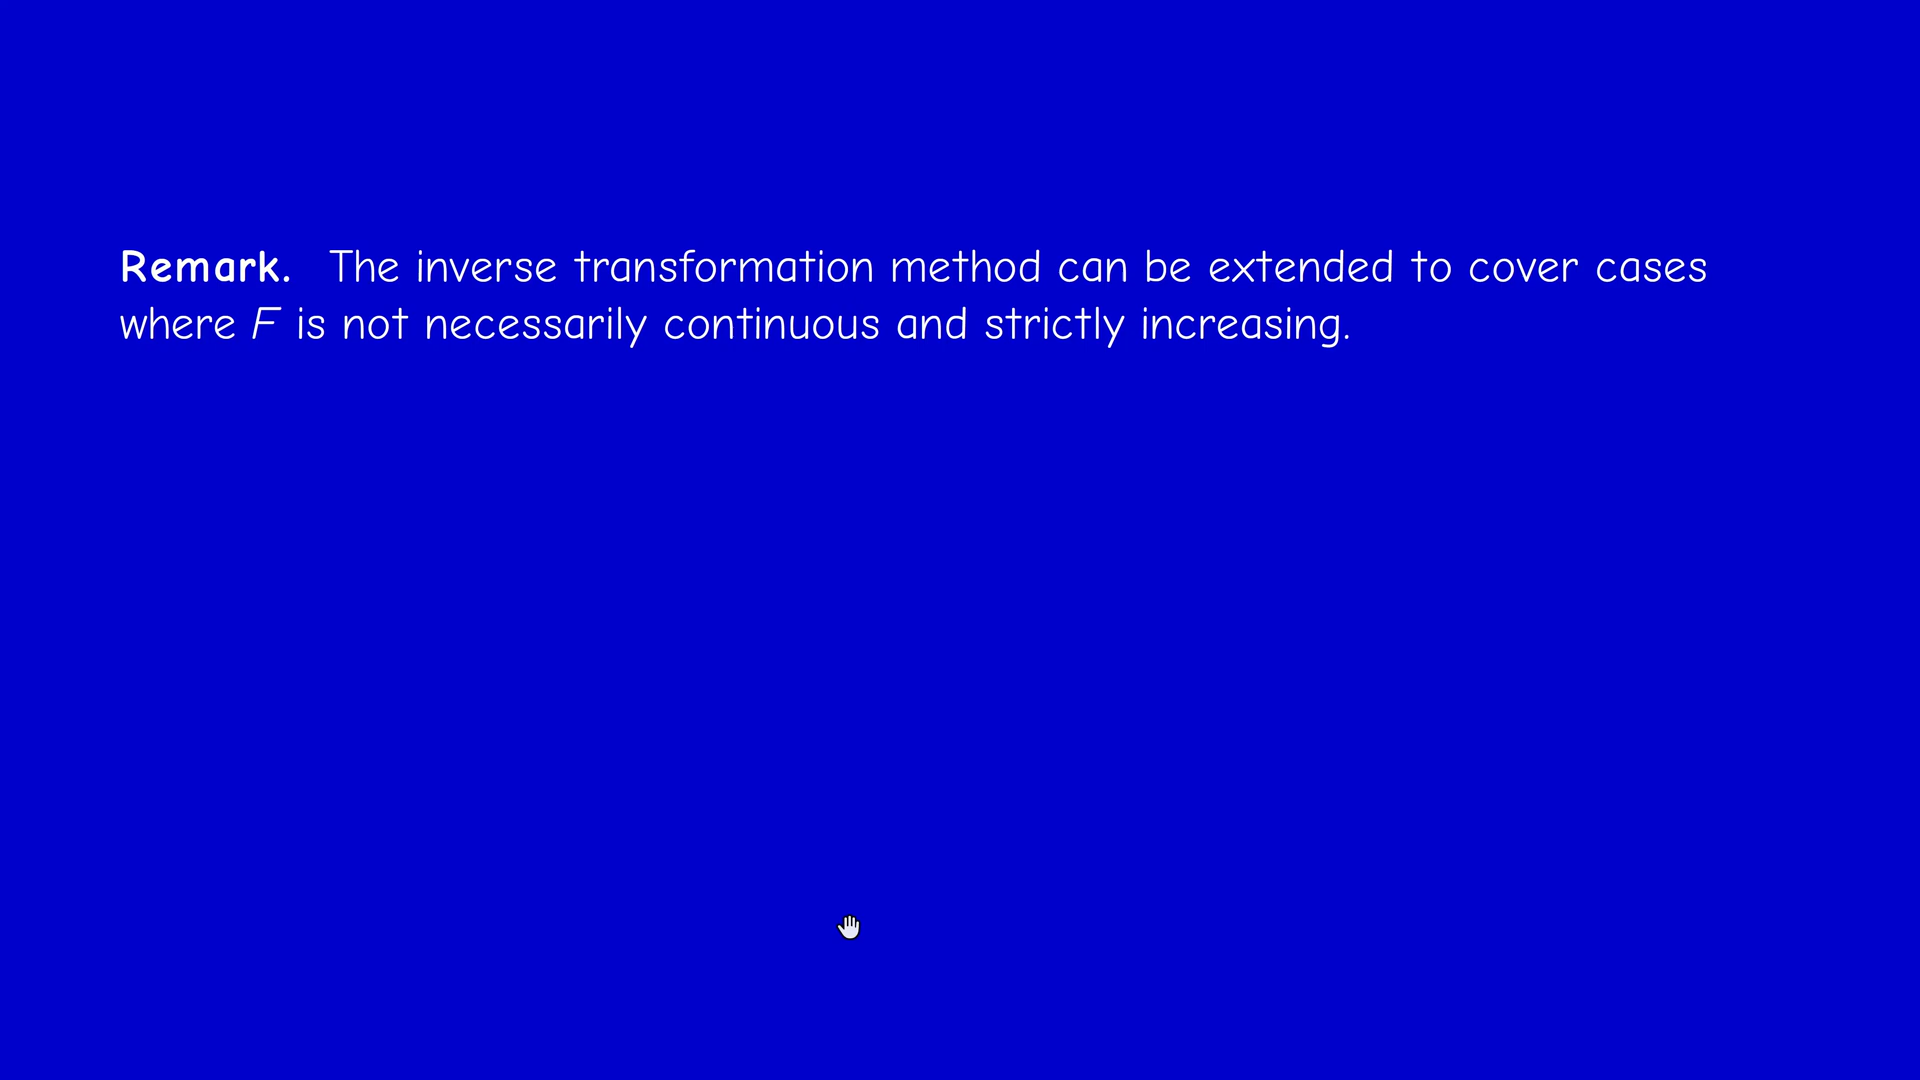 Remark. The inverse transformation method can be extended to cover cases
where F is not necessarily continuous and strictly increasing.